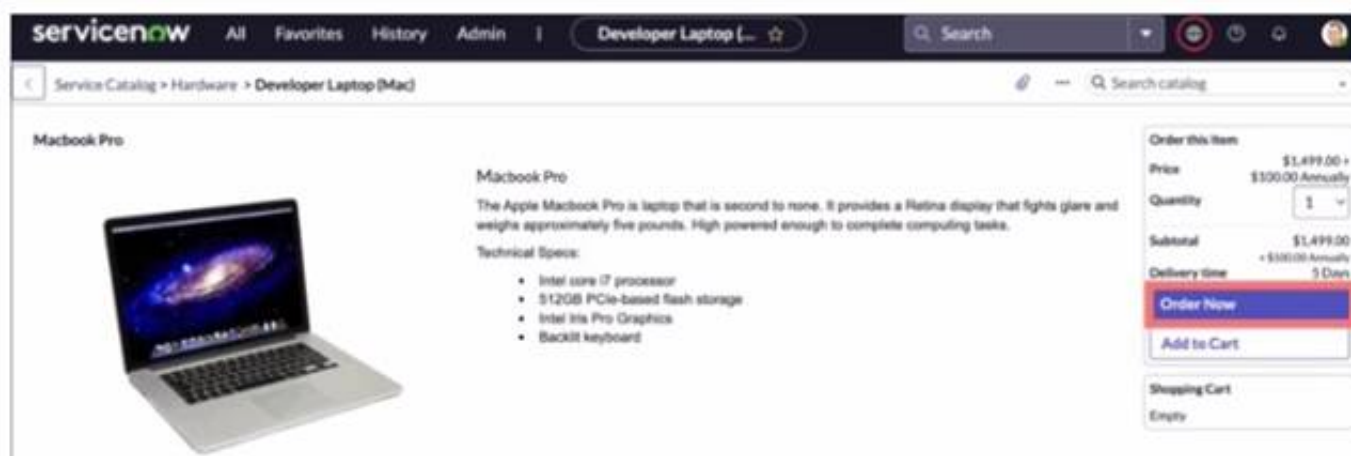 servicenow All Favorites History Admin Developer Laptop (... Search
Service Catalog > Hardware > Developer Laptop (Mac) Search catalog
Macbook Pro
Macbook Pro
The Apple Macbook Pro is laptop that is second to none. It provides a Retina display that fights glare and
weighs approximately five pounds. High powered enough to complete computing tasks.
Technical Specs:
• Intel core i7 processor
• 512GB PCIe-based flash storage
• Intel Iris Pro Graphics
• Backlit keyboard
Order this Item
Price $1,499.00 +
$100.00 Annually
Quantity 1
Subtotal $1,499.00
+ $100.00 Annually
Delivery time 5 Days
Order Now
Add to Cart
Shopping Cart
Empty